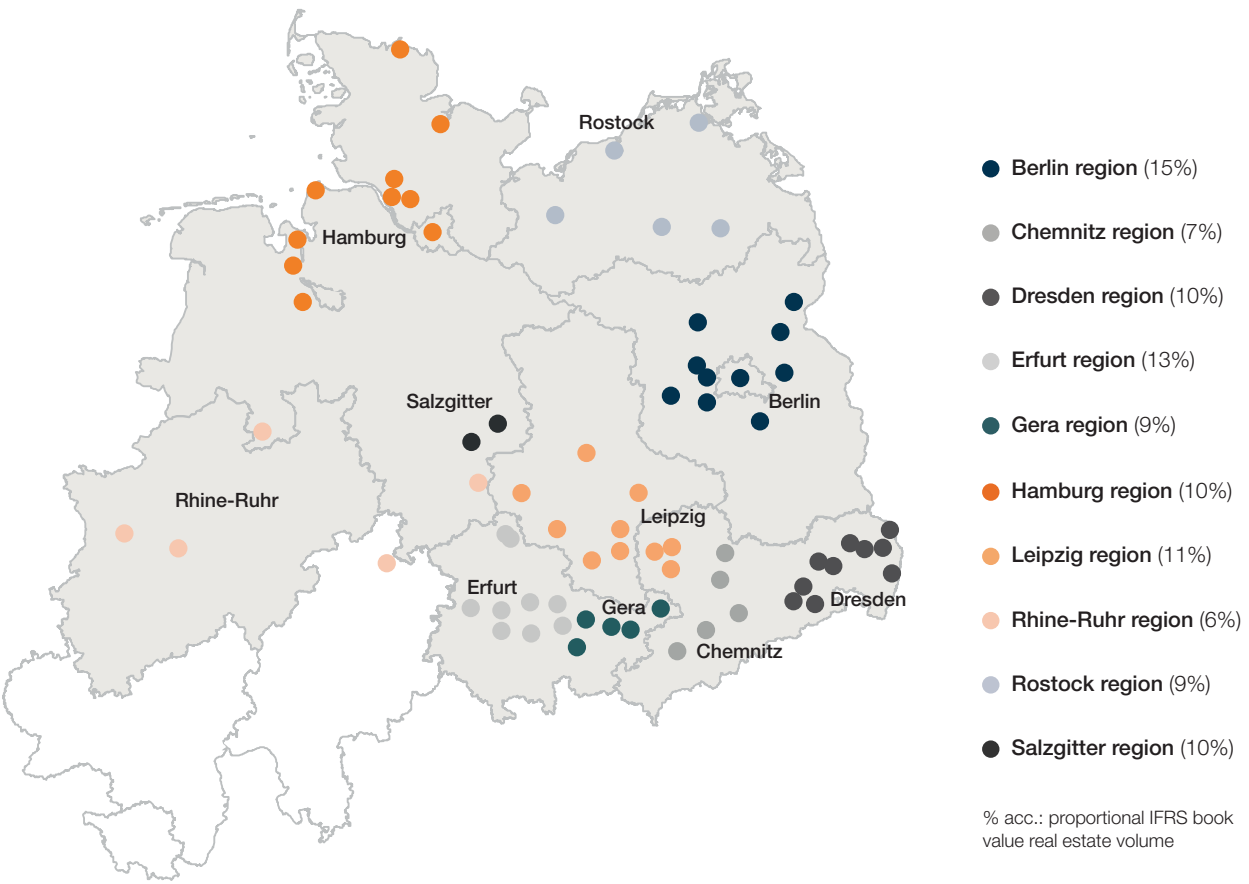 Rostock
Hamburg
Berlin
Salzgitter
Rhine-Ruhr
Leipzig
Erfurt
Gera
Dresden
Chemnitz
Berlin region (15%)
Chemnitz region (7%)
Dresden region (10%)
Erfurt region (13%)
Gera region (9%)
Hamburg region (10%)
Leipzig region (11%)
Rhine-Ruhr region (6%)
Rostock region (9%)
Salzgitter region (10%)
% acc.: proportional IFRS book
value real estate volume